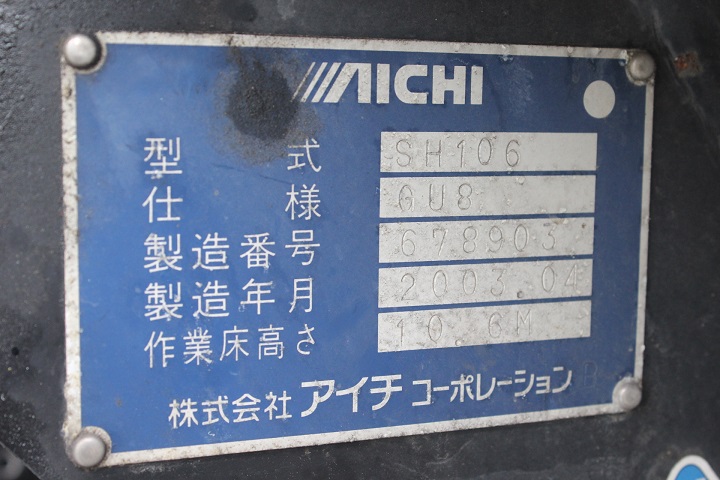 AICHI
型式 SH106
仕様 AU8
製造番号 678903
製造年月 2003.04
作業床高さ 10.6M
株式会社 アイチ コーポレーション